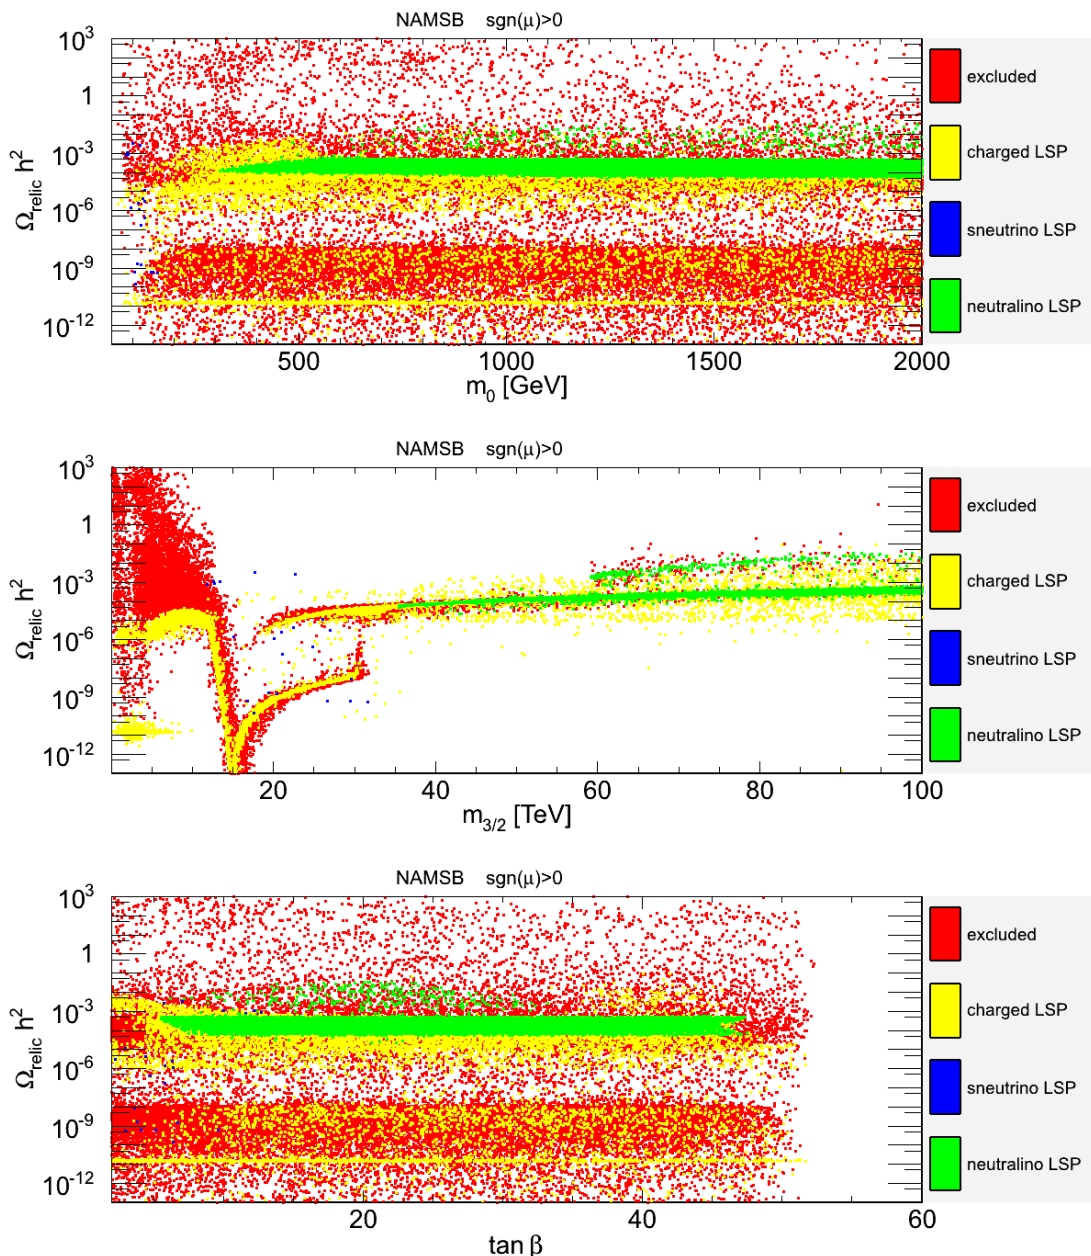 NAMSB sgn(μ)>0
10³
1
10⁻³
10⁻⁶
10⁻⁹
10⁻¹²
Ω_relic h²
500 1000 1500 2000
m₀ [GeV]
excluded
charged LSP
sneutrino LSP
neutralino LSP
NAMSB sgn(μ)>0
10³
1
10⁻³
10⁻⁶
10⁻⁹
10⁻¹²
Ω_relic h²
20 40 60 80 100
m_3/2 [TeV]
excluded
charged LSP
sneutrino LSP
neutralino LSP
NAMSB sgn(μ)>0
10³
1
10⁻³
10⁻⁶
10⁻⁹
10⁻¹²
Ω_relic h²
20 40 60
tan β
excluded
charged LSP
sneutrino LSP
neutralino LSP